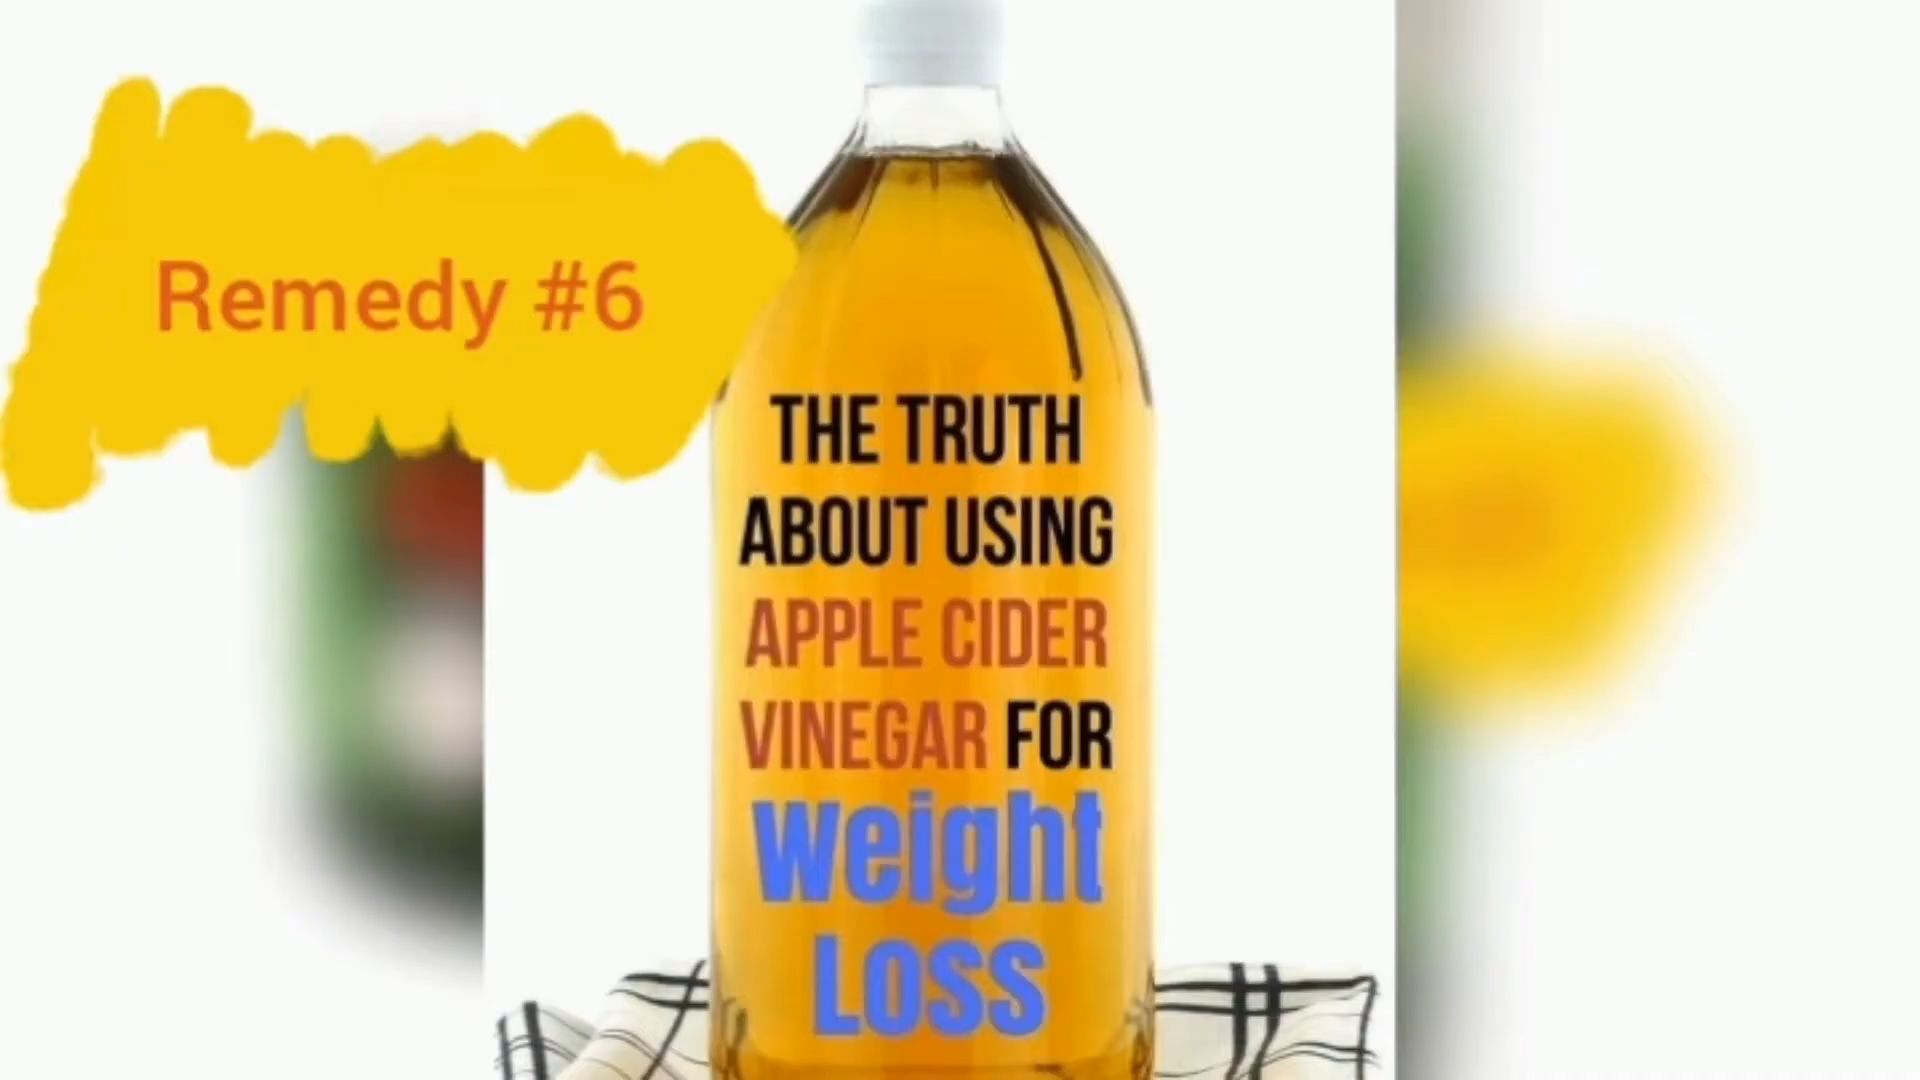 Remedy #6
THE TRUTH
ABOUT USING
APPLE CIDER
VINEGAR FOR
Weight
LOSS